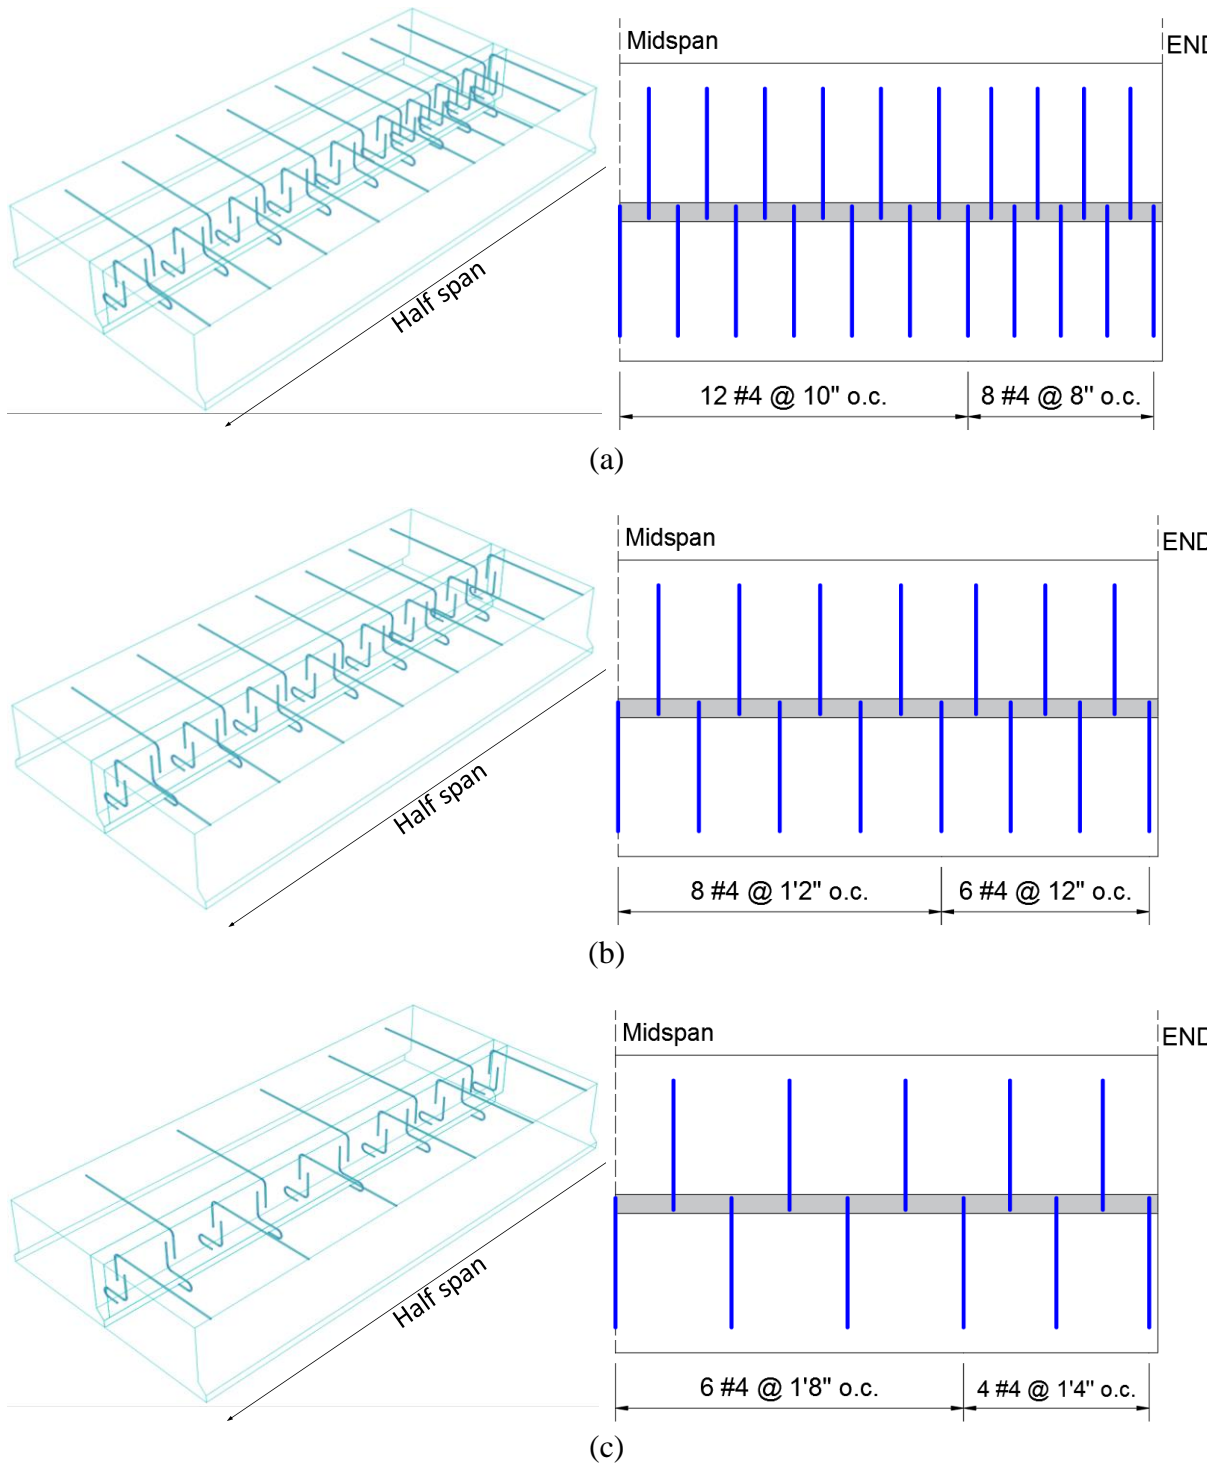 Midspan
END
Half span
12 #4 @ 10" o.c.
8 #4 @ 8" o.c.
(a)
Midspan
END
Half span
8 #4 @ 1'2" o.c.
6 #4 @ 12" o.c.
(b)
Midspan
END
Half span
6 #4 @ 1'8" o.c.
4 #4 @ 1'4" o.c.
(c)